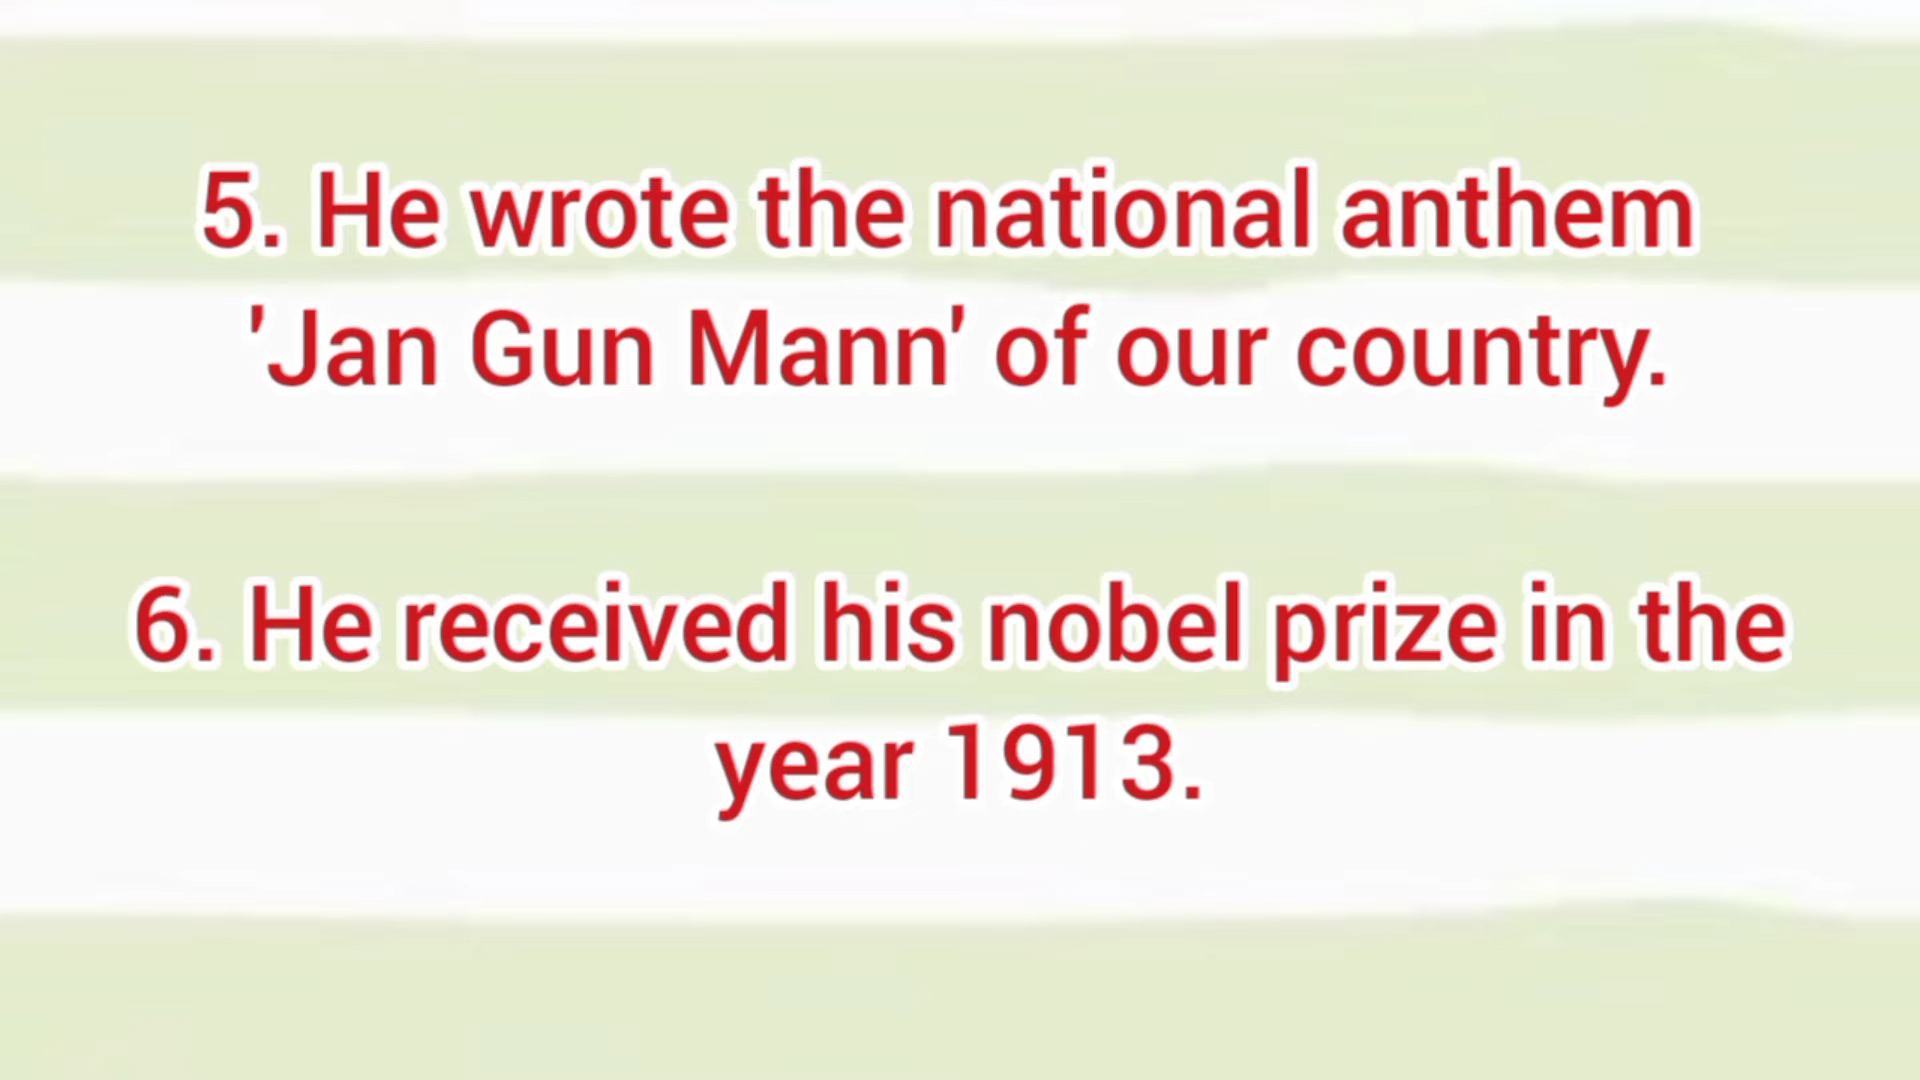 5. He wrote the national anthem
'Jan Gun Mann' of our country.
6. He received his nobel prize in the
year 1913.